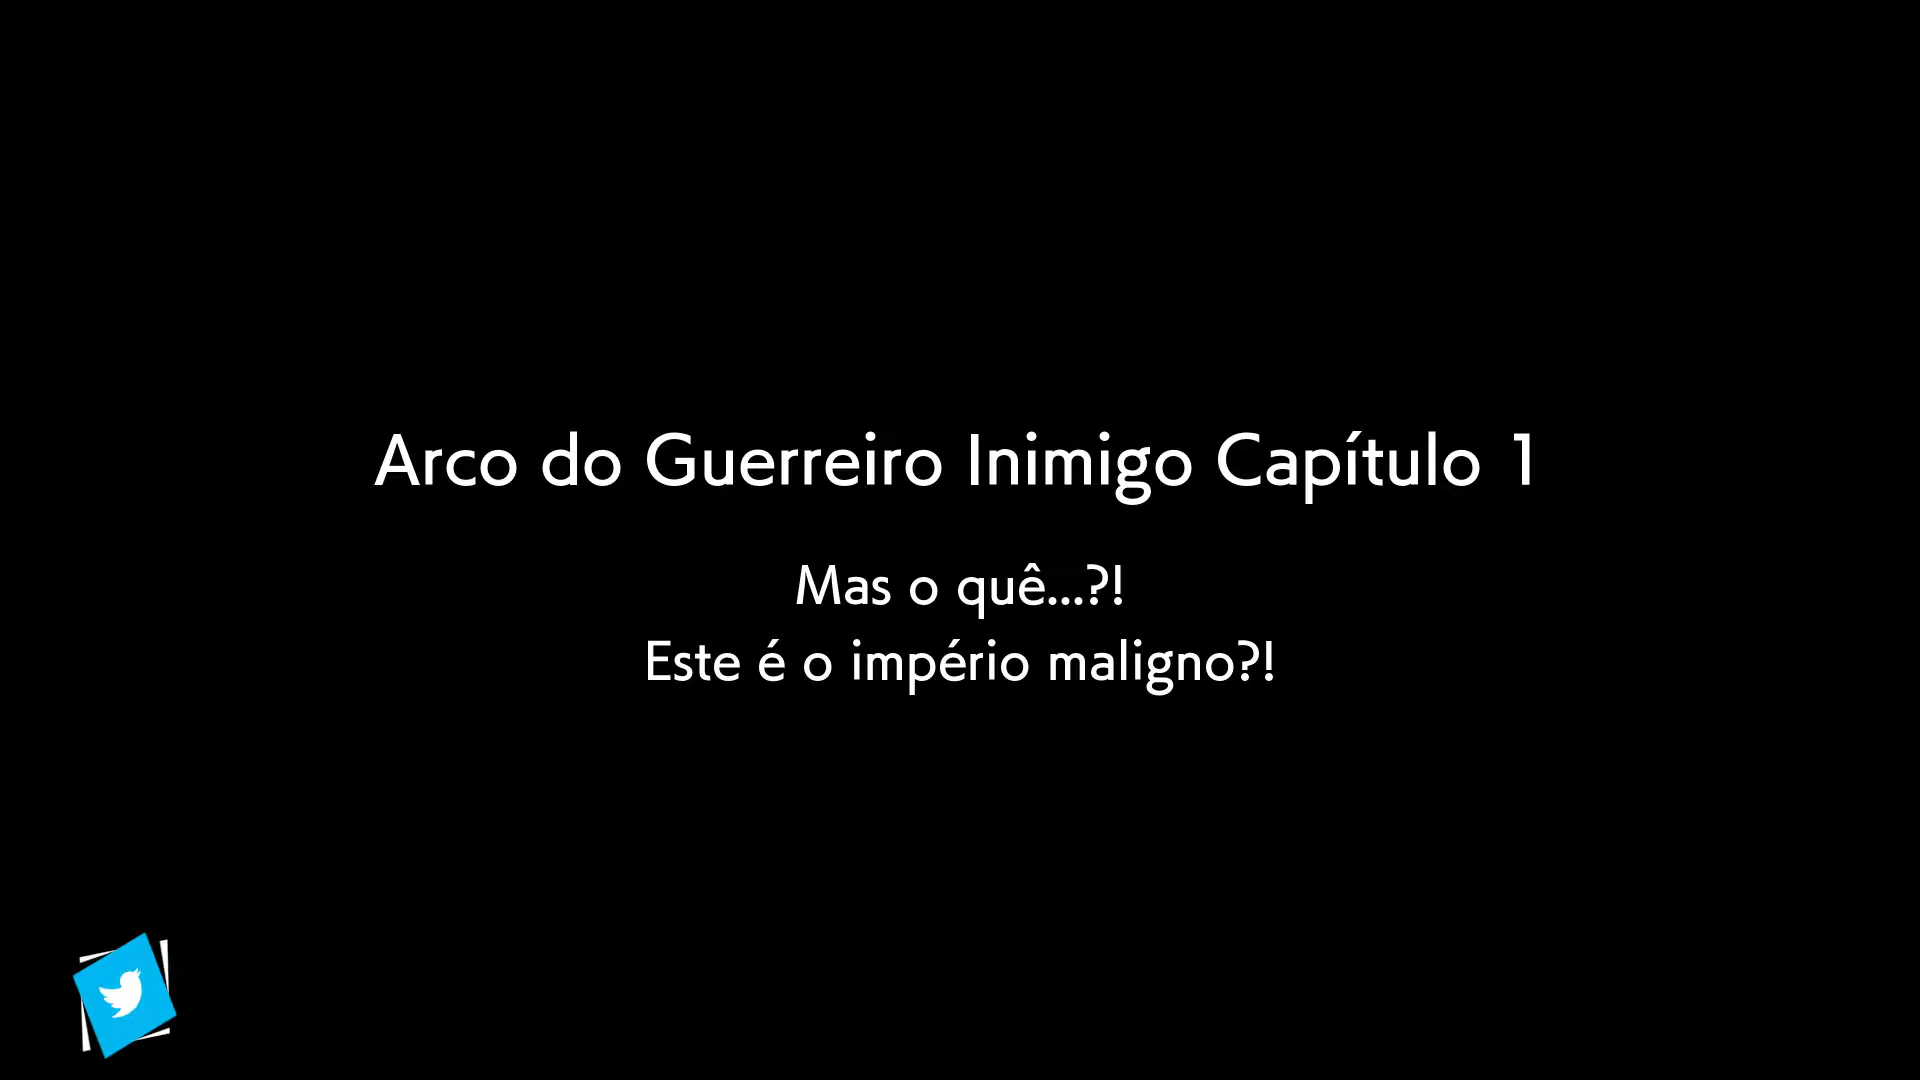 Arco do Guerreiro Inimigo Capítulo 1
Mas o quê...?!
Este é o império maligno?!